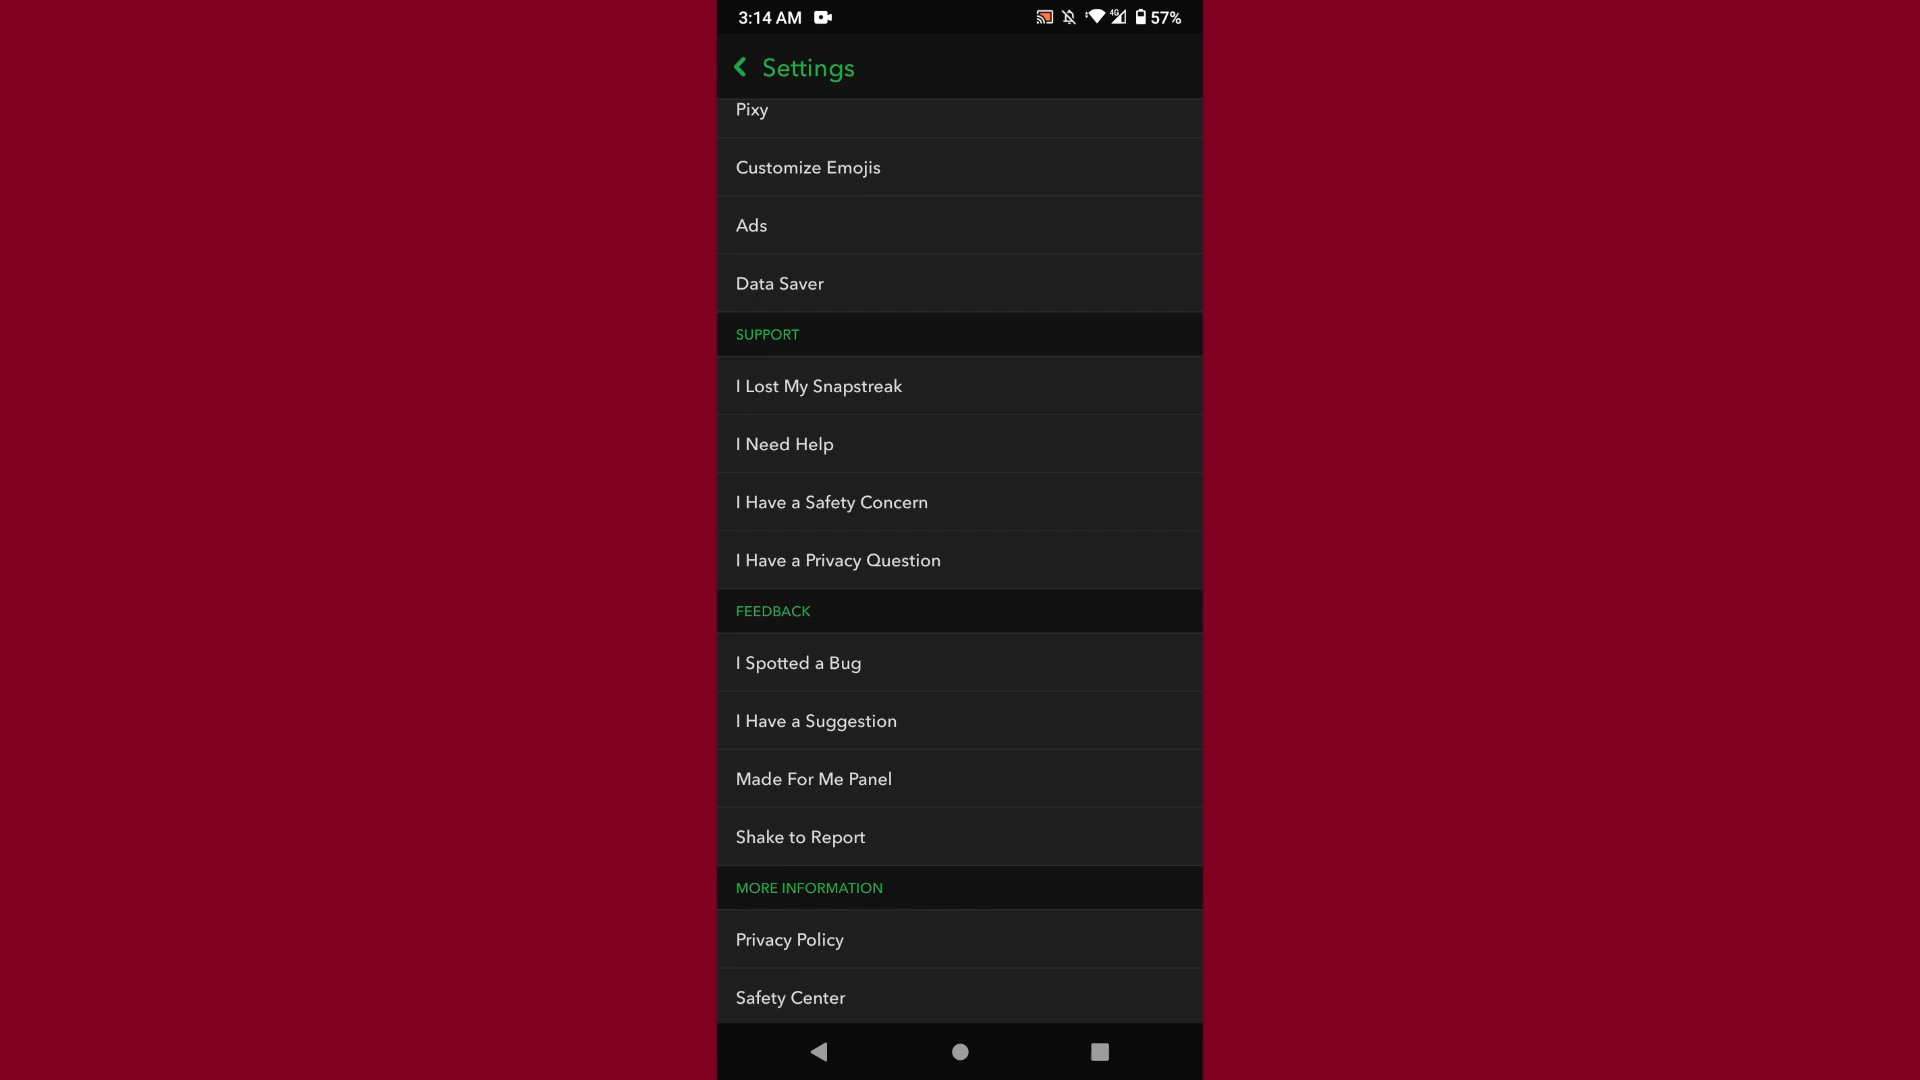 3:14 AM
4G
57%
Settings
Pixy
Customize Emojis
Ads
Data Saver
SUPPORT
I Lost My Snapstreak
I Need Help
I Have a Safety Concern
I Have a Privacy Question
FEEDBACK
I Spotted a Bug
I Have a Suggestion
Made For Me Panel
Shake to Report
MORE INFORMATION
Privacy Policy
Safety Center